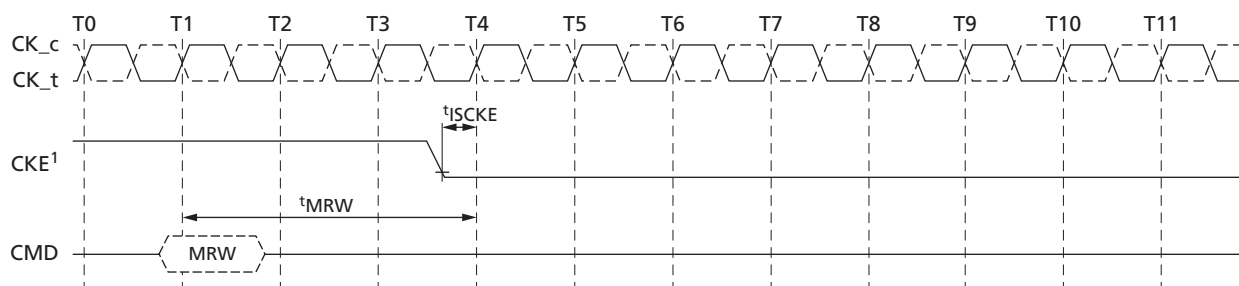 T0 T1 T2 T3 T4 T5 T6 T7 T8 T9 T10 T11
CK_c
CK_t
tISCKE
CKE1
tMRW
CMD MRW